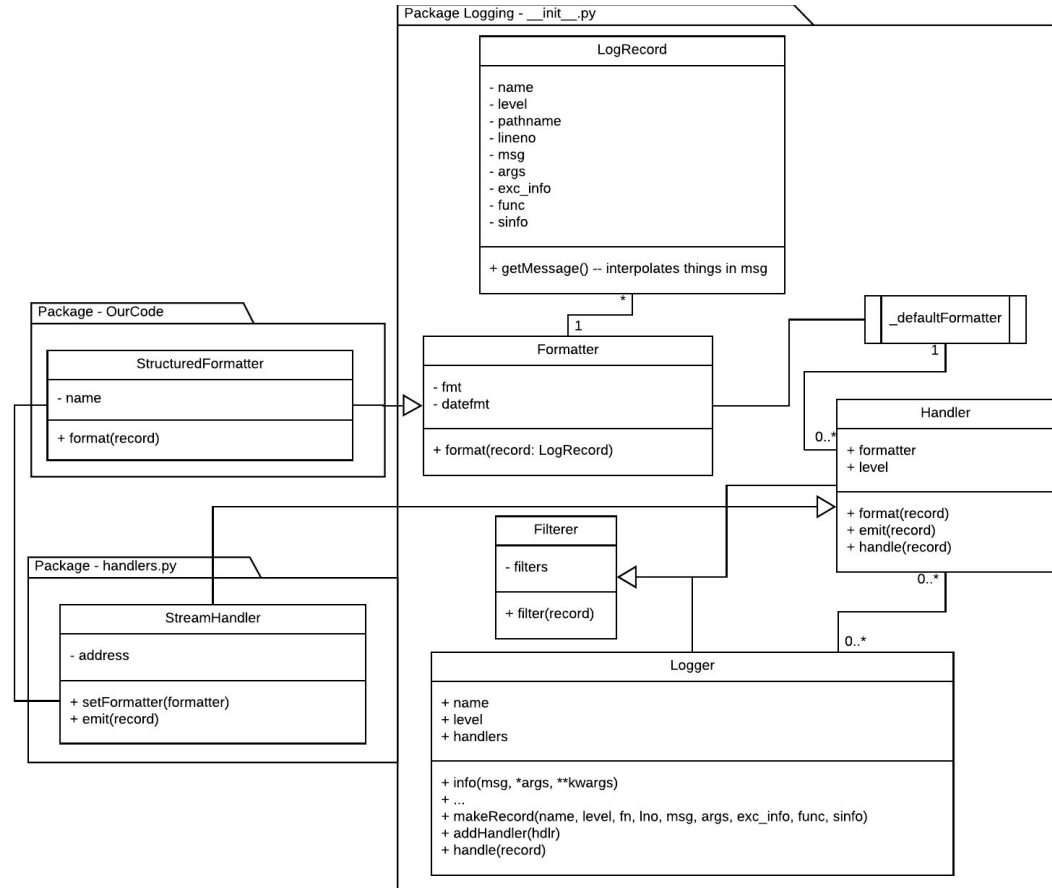 Package Logging - __init__.py
LogRecord
- name
- level
- pathname
- lineno
- msg
- args
- exc_info
- func
- sinfo
+ getMessage() -- interpolates things in msg
*
1
Package - OurCode
StructuredFormatter
- name
+ format(record)
Formatter
- fmt
- datefmt
+ format(record: LogRecord)
_defaultFormatter
1
0..*
Handler
+ formatter
+ level
+ format(record)
+ emit(record)
+ handle(record)
0..*
0..*
Filterer
- filters
+ filter(record)
Package - handlers.py
StreamHandler
- address
+ setFormatter(formatter)
+ emit(record)
Logger
+ name
+ level
+ handlers
+ info(msg, *args, **kwargs)
+ ...
+ makeRecord(name, level, fn, lno, msg, args, exc_info, func, sinfo)
+ addHandler(hdlr)
+ handle(record)